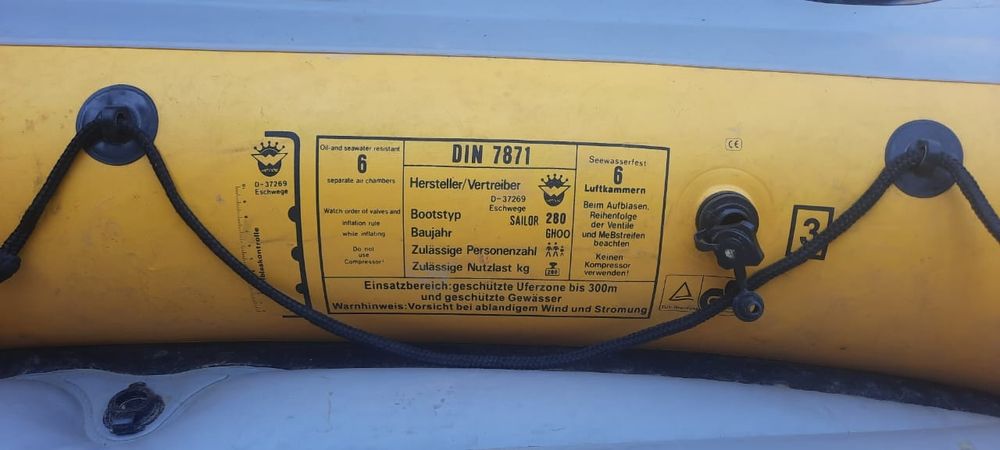 D-37269
Eschwege
Oil-and seawater resistant
6
separate air chambers
Watch order of valves and
inflation rule
while inflating
Do not
use
Compressor!
DIN 7871
Hersteller/Vertreiber
D-37269
Eschwege
Bootstyp SAILOR 280
Baujahr GHOO
Zulässige Personenzahl
Zulässige Nutzlast kg 280
Seewasserfest
6
Luftkammern
Beim Aufblasen,
Reihenfolge
der Ventile
und Meßstreifen
beachten
Keinen
Kompressor
verwenden!
Einsatzbereich:geschützte Uferzone bis 300m
und geschützte Gewässer
Warnhinweis:Vorsicht bei ablandigem Wind und Stromung
CE
3